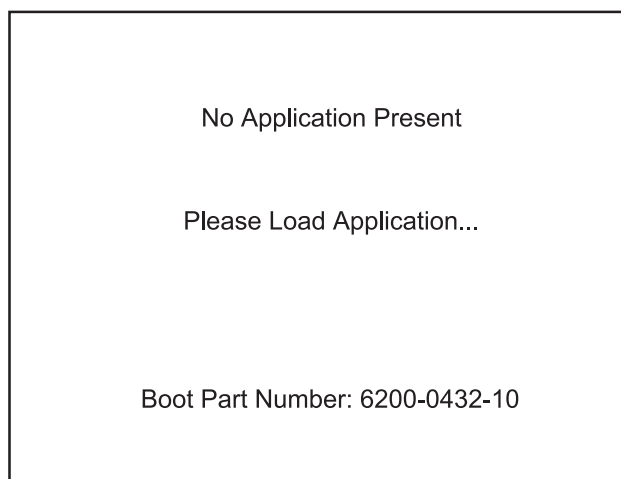 No Application Present
Please Load Application...
Boot Part Number: 6200-0432-10